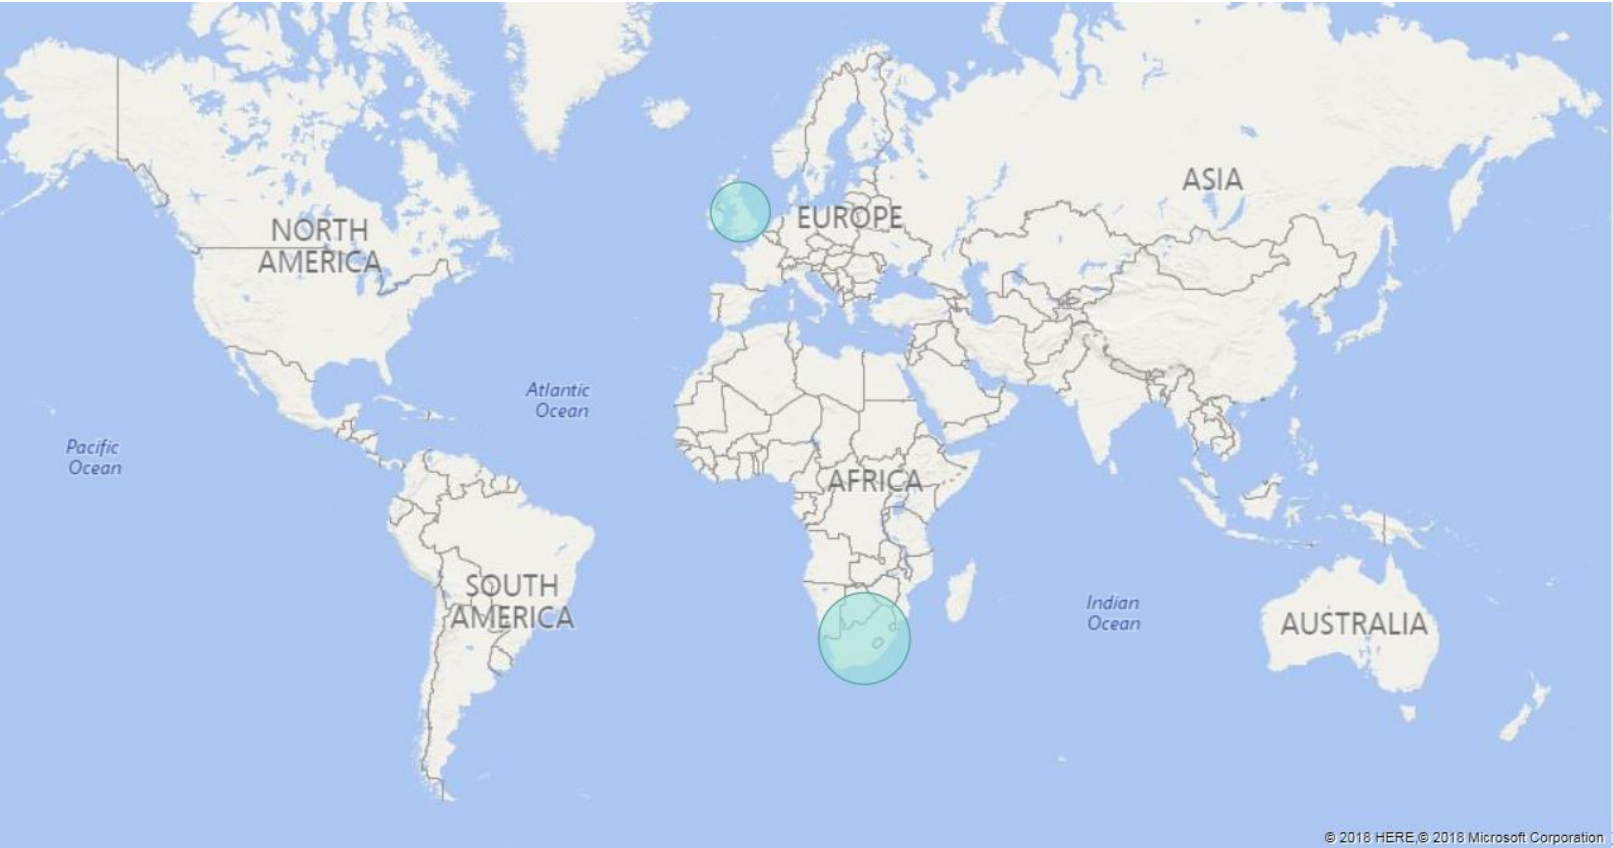 ASIA
EUROPE
NORTH
AMERICA
Atlantic
Ocean
Pacific
Ocean
AFRICA
SOUTH
AMERICA
Indian
Ocean
AUSTRALIA
© 2018 HERE,© 2018 Microsoft Corporation